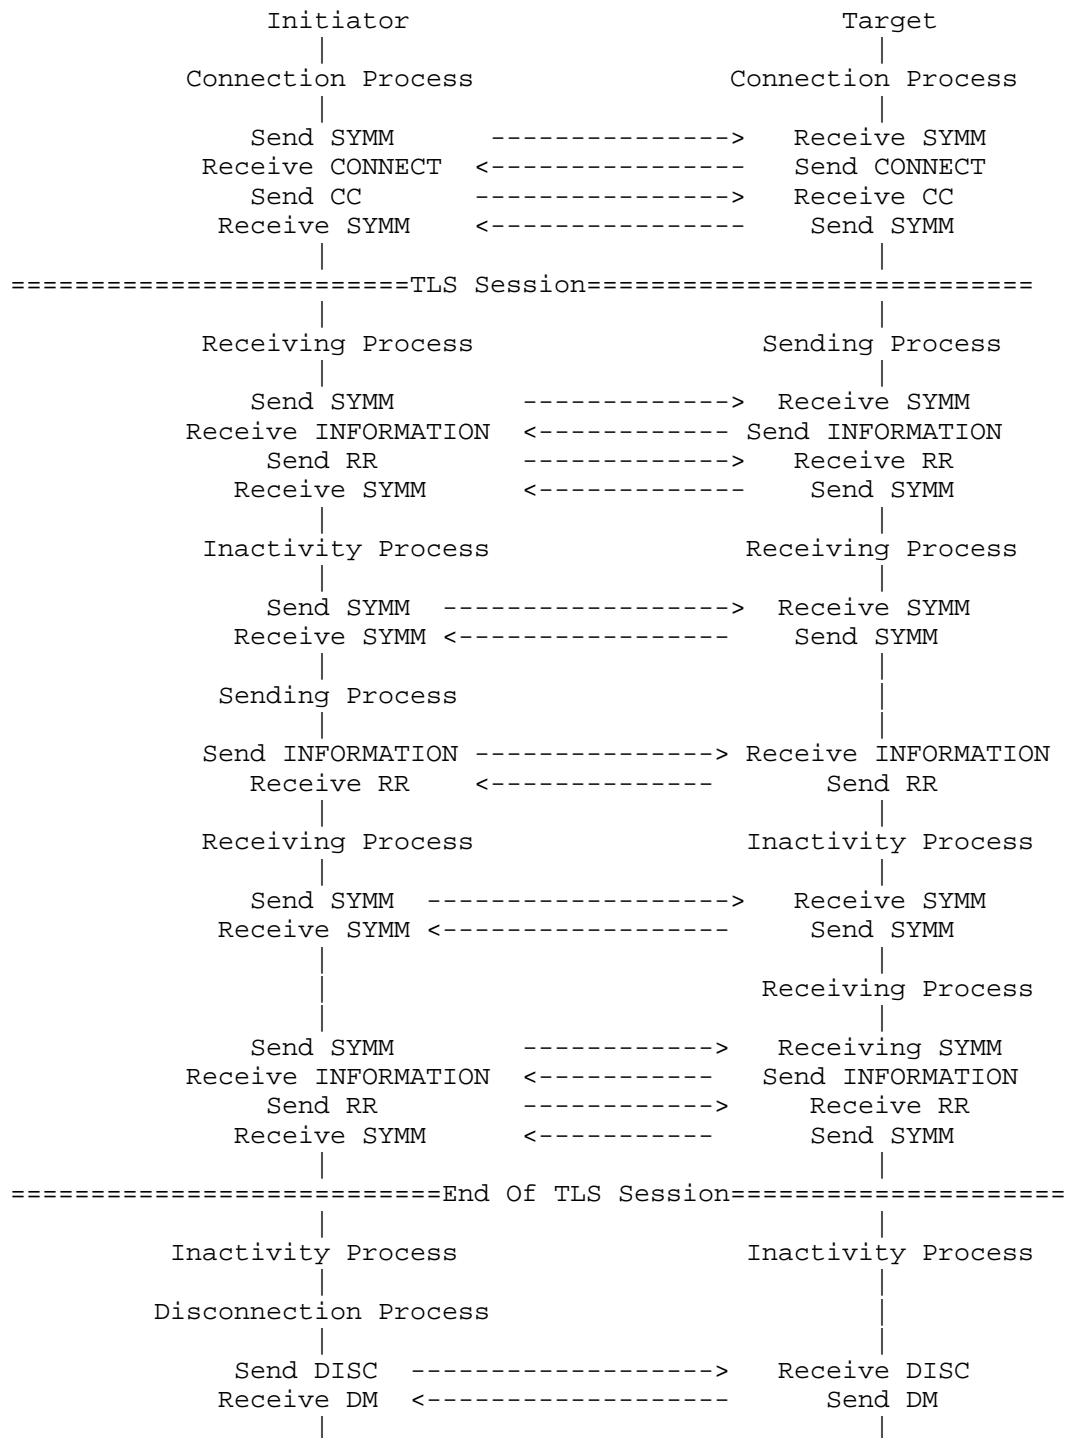 Initiator Target
| |
Connection Process Connection Process
| |
Send SYMM ---------------> Receive SYMM
Receive CONNECT <---------------- Send CONNECT
Send CC ----------------> Receive CC
Receive SYMM <---------------- Send SYMM
| |
=========================TLS Session============================
| |
Receiving Process Sending Process
| |
Send SYMM -------------> Receive SYMM
Receive INFORMATION <------------ Send INFORMATION
Send RR -------------> Receive RR
Receive SYMM <------------- Send SYMM
| |
Inactivity Process Receiving Process
| |
Send SYMM ------------------> Receive SYMM
Receive SYMM <----------------- Send SYMM
| |
Sending Process |
| |
Send INFORMATION ---------------> Receive INFORMATION
Receive RR <-------------- Send RR
| |
Receiving Process Inactivity Process
| |
Send SYMM -------------------> Receive SYMM
Receive SYMM <------------------ Send SYMM
| |
| Receiving Process
| |
Send SYMM ------------> Receiving SYMM
Receive INFORMATION <----------- Send INFORMATION
Send RR ------------> Receive RR
Receive SYMM <----------- Send SYMM
| |
===========================End Of TLS Session=====================
| |
Inactivity Process Inactivity Process
| |
Disconnection Process |
| |
Send DISC -------------------> Receive DISC
Receive DM <------------------- Send DM
| |